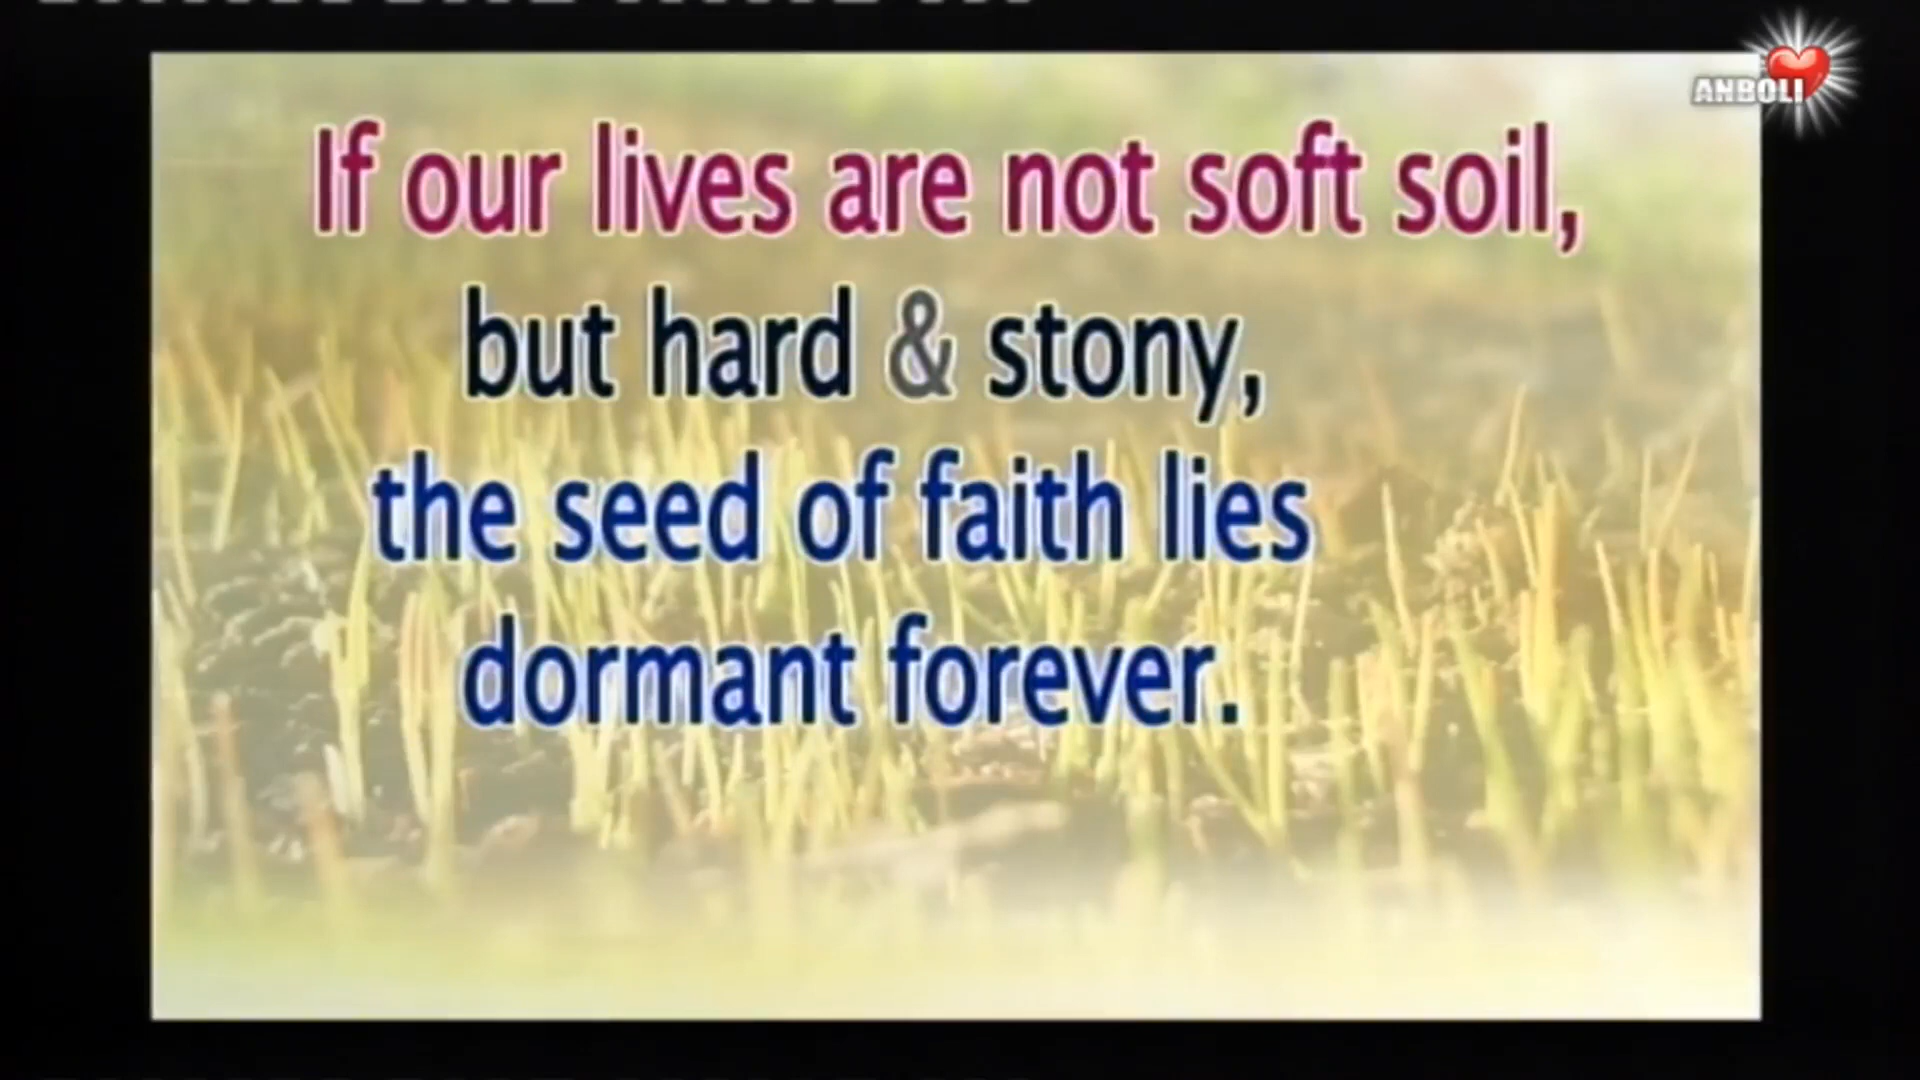 ANBOLI
If our lives are not soft soil,
but hard & stony,
the seed of faith lies
dormant forever.